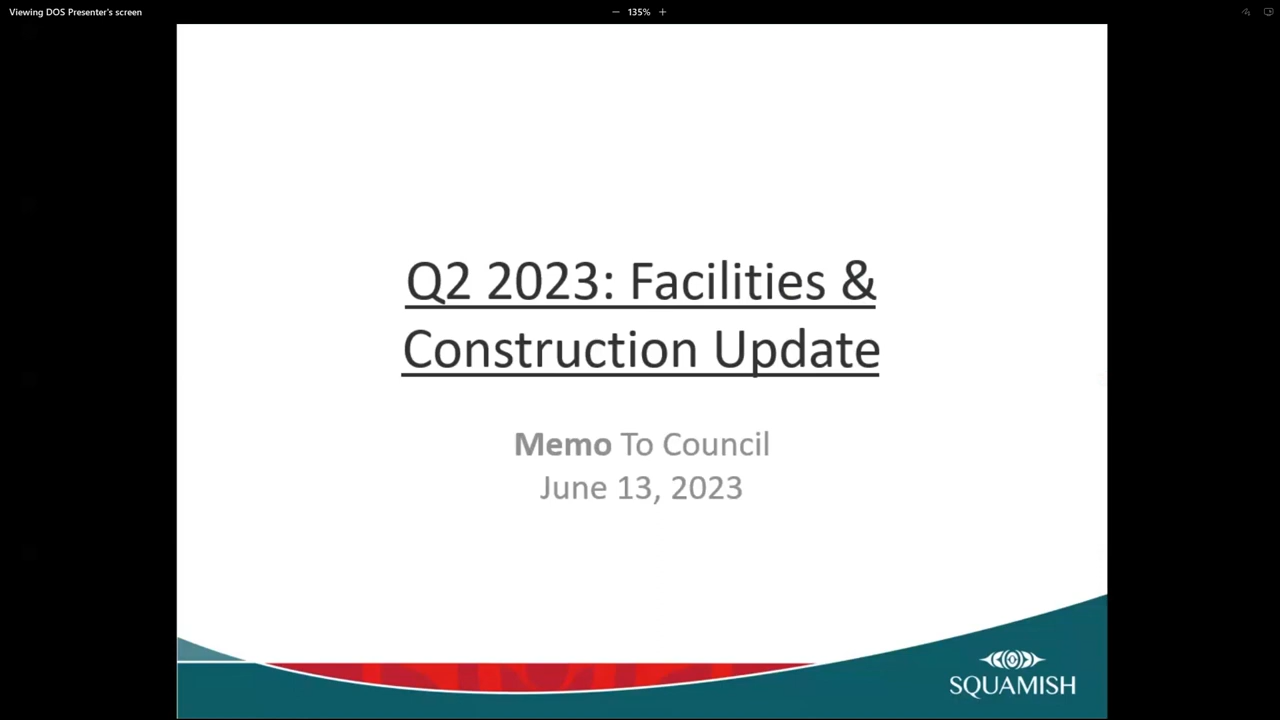 Viewing DOS Presenter's screen
− 135% +
Q2 2023: Facilities &
Construction Update
Memo To Council
June 13, 2023
SQUAMISH